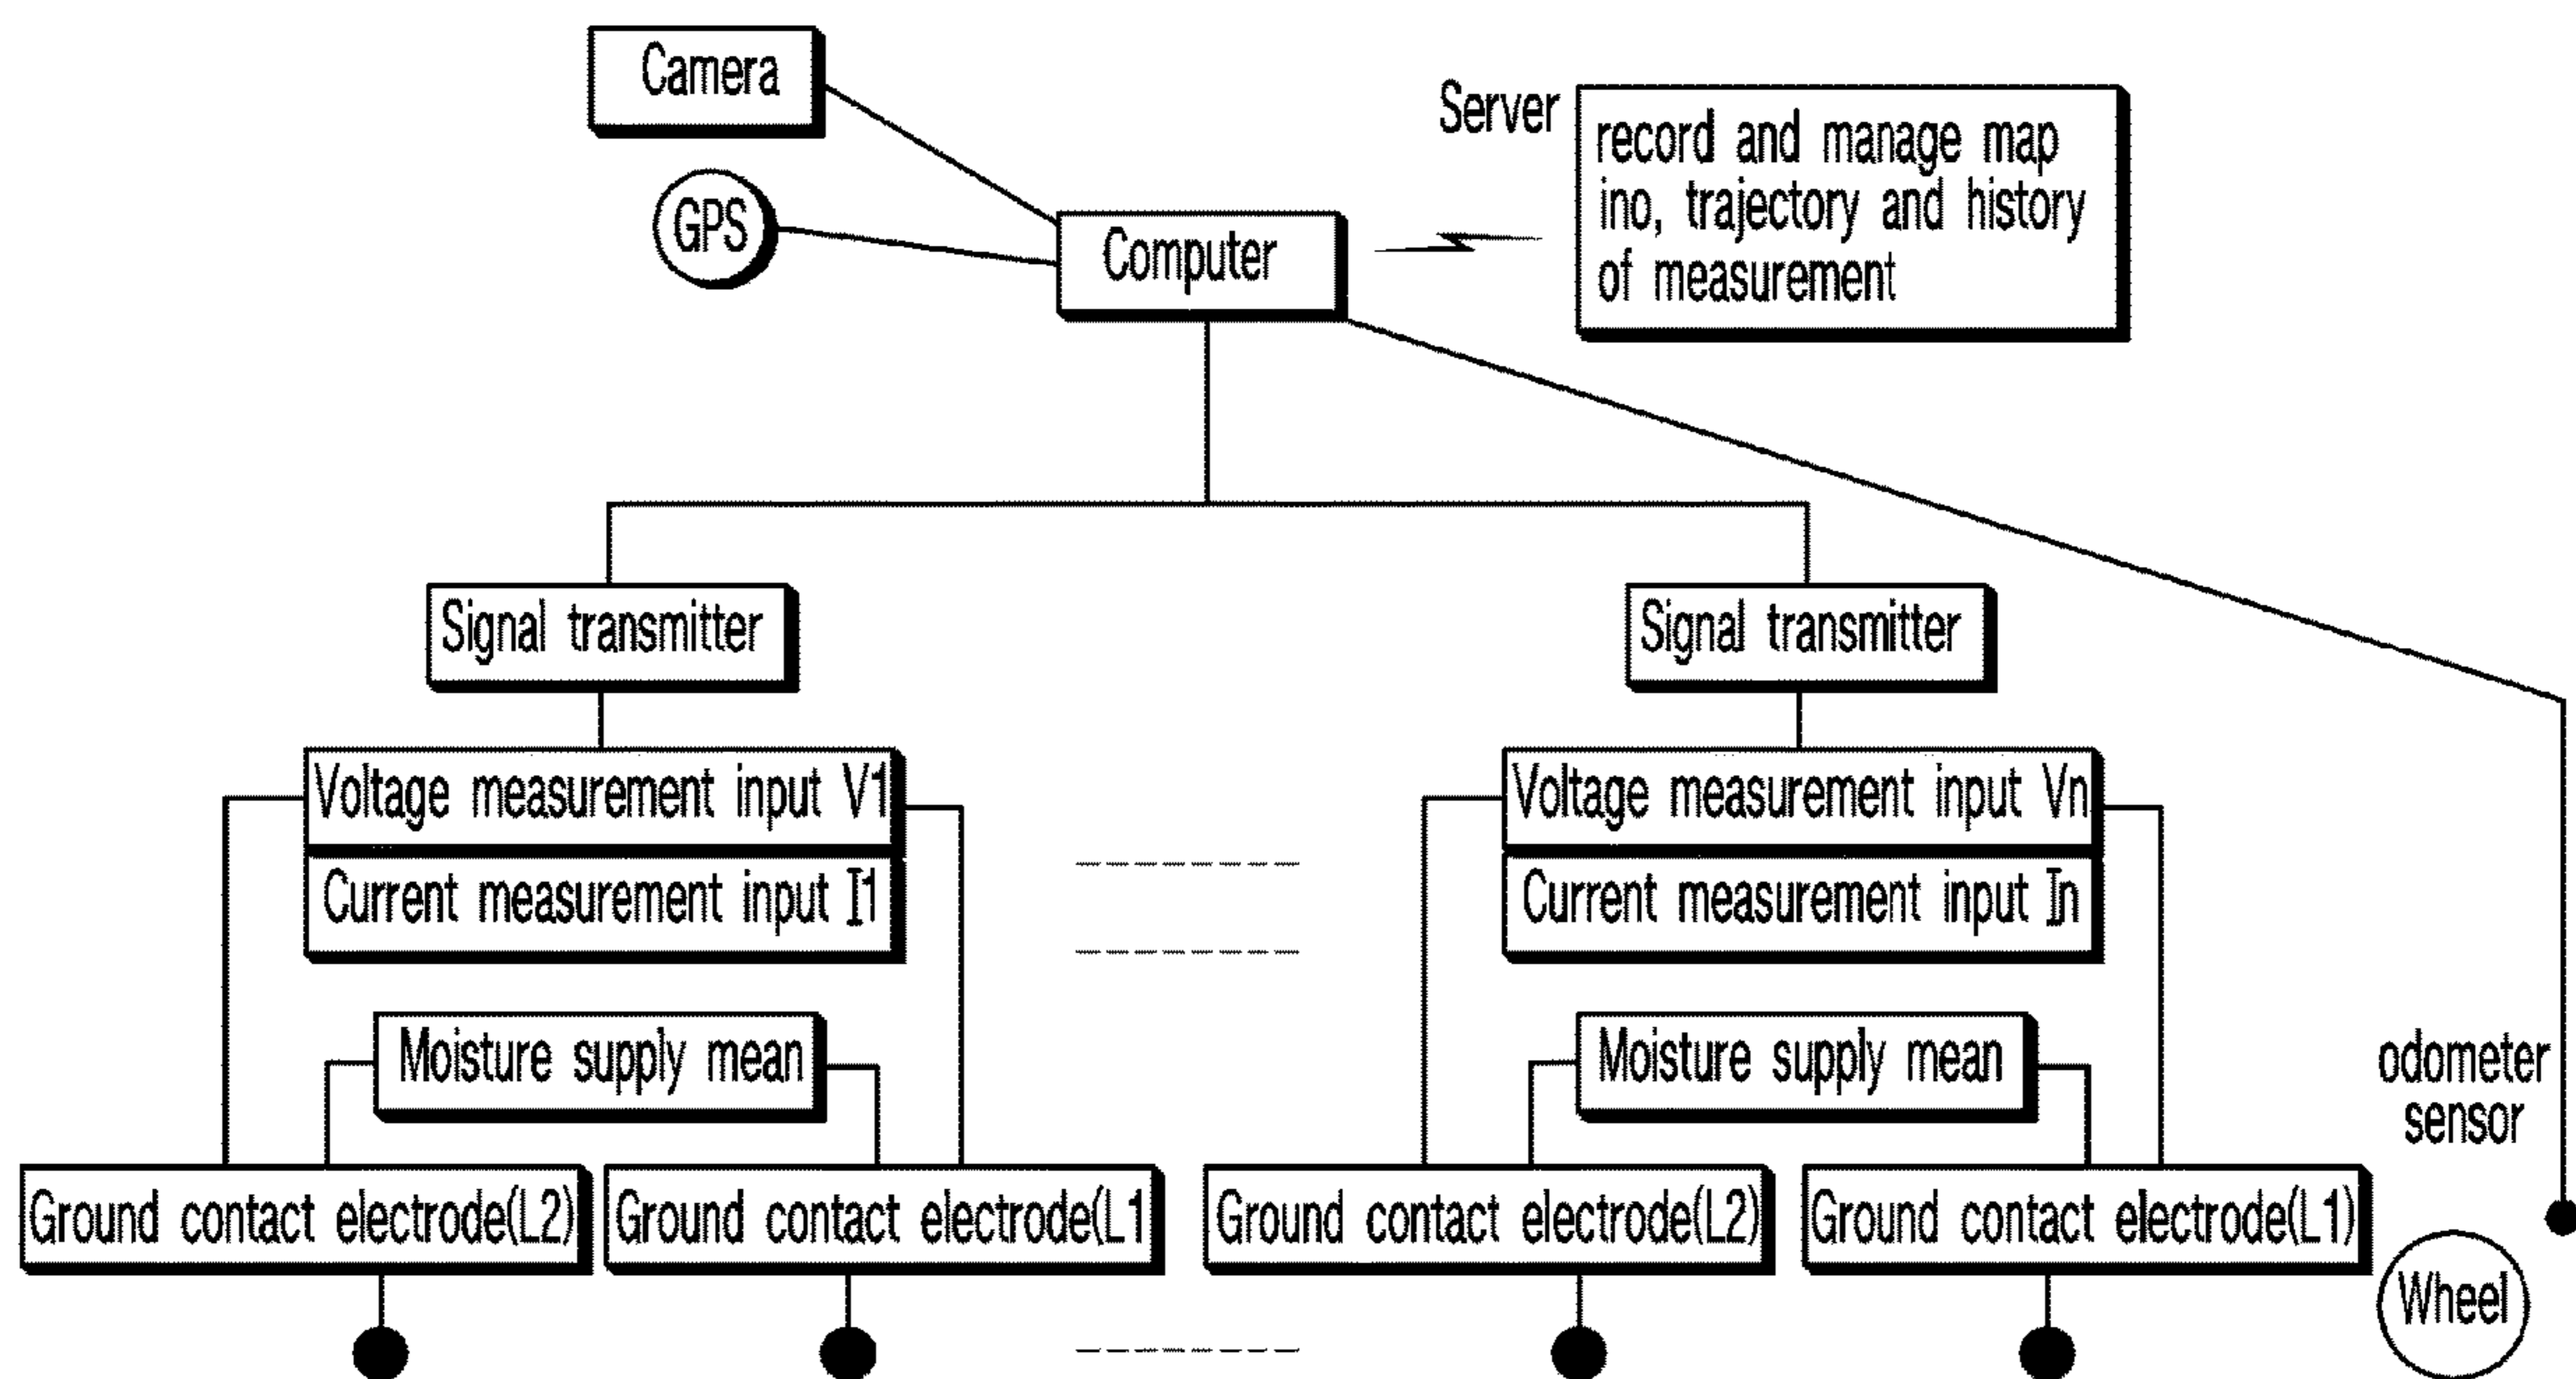 Camera
Server
record and manage map
ino, trajectory and history
of measurement
GPS
Computer
Signal transmitter
Signal transmitter
Voltage measurement input V1
Current measurement input I1
Voltage measurement input Vn
Current measurement input In
Moisture supply mean
Moisture supply mean
odometer
sensor
Ground contact electrode(L2)
Ground contact electrode(L1
Ground contact electrode(L2)
Ground contact electrode(L1)
Wheel